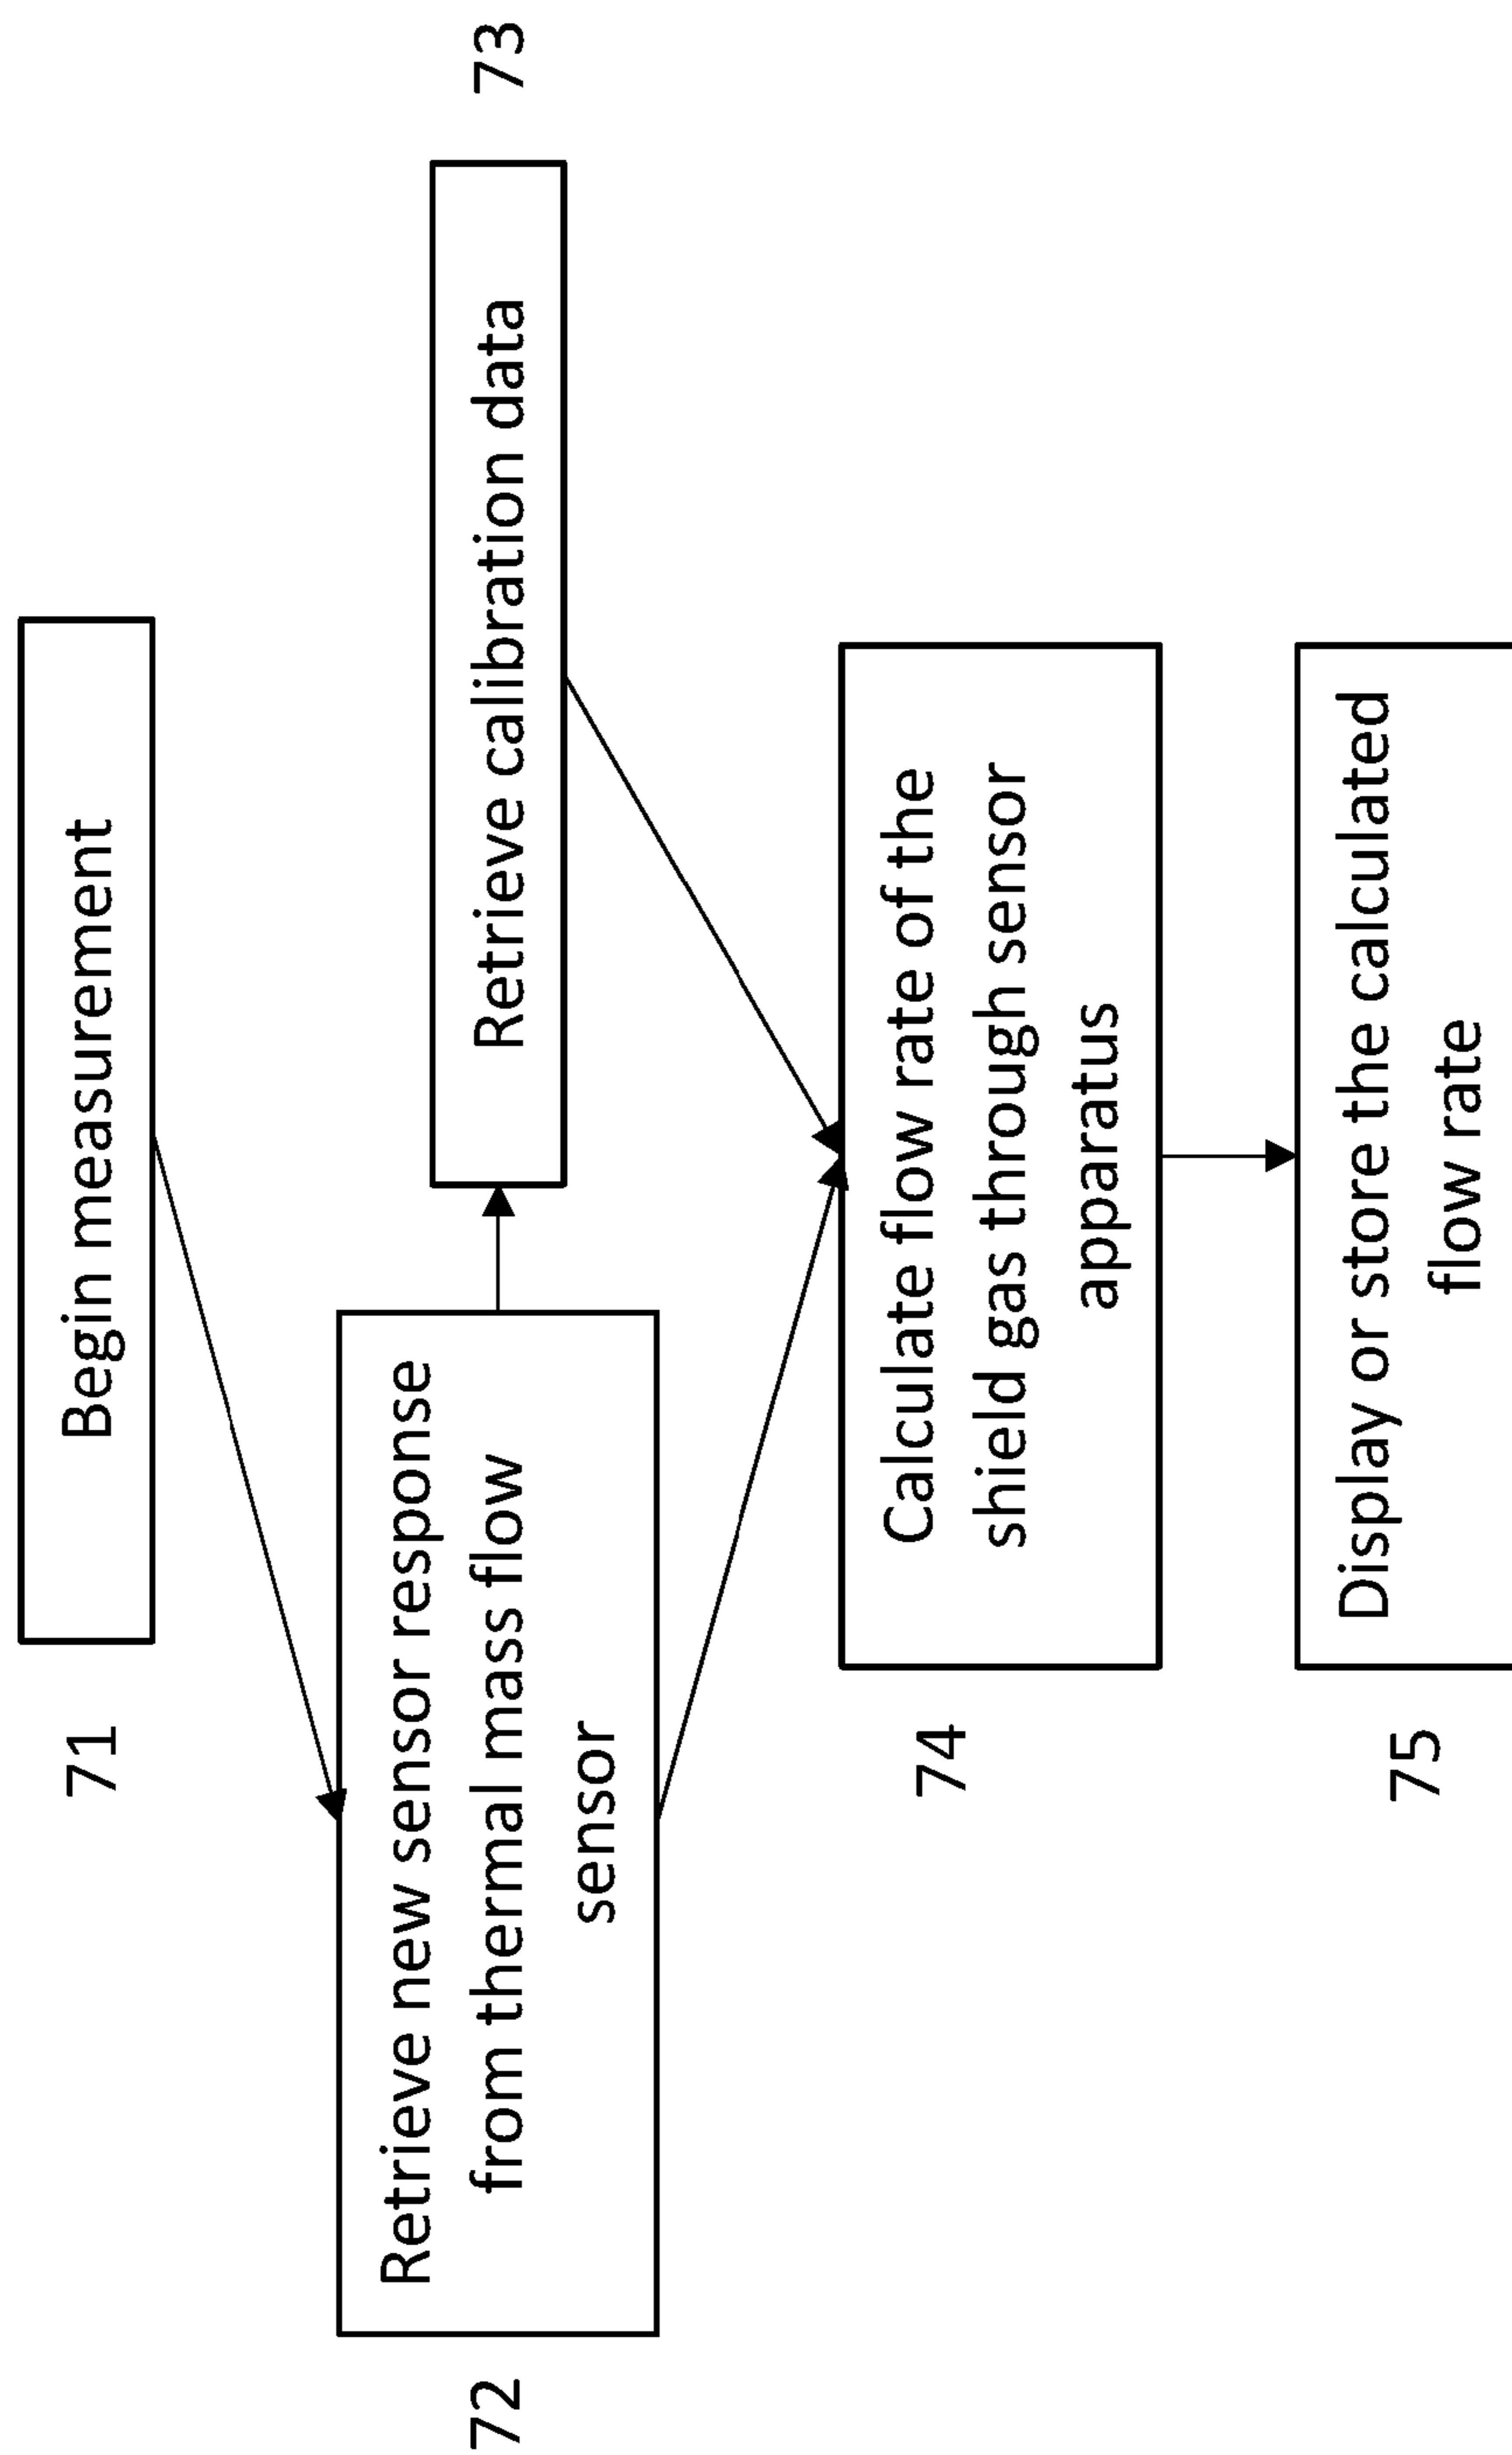 71
Begin measurement
72
Retrieve new sensor response
from thermal mass flow
sensor
Retrieve calibration data
73
74
Calculate flow rate of the
shield gas through sensor
apparatus
75
Display or store the calculated
flow rate